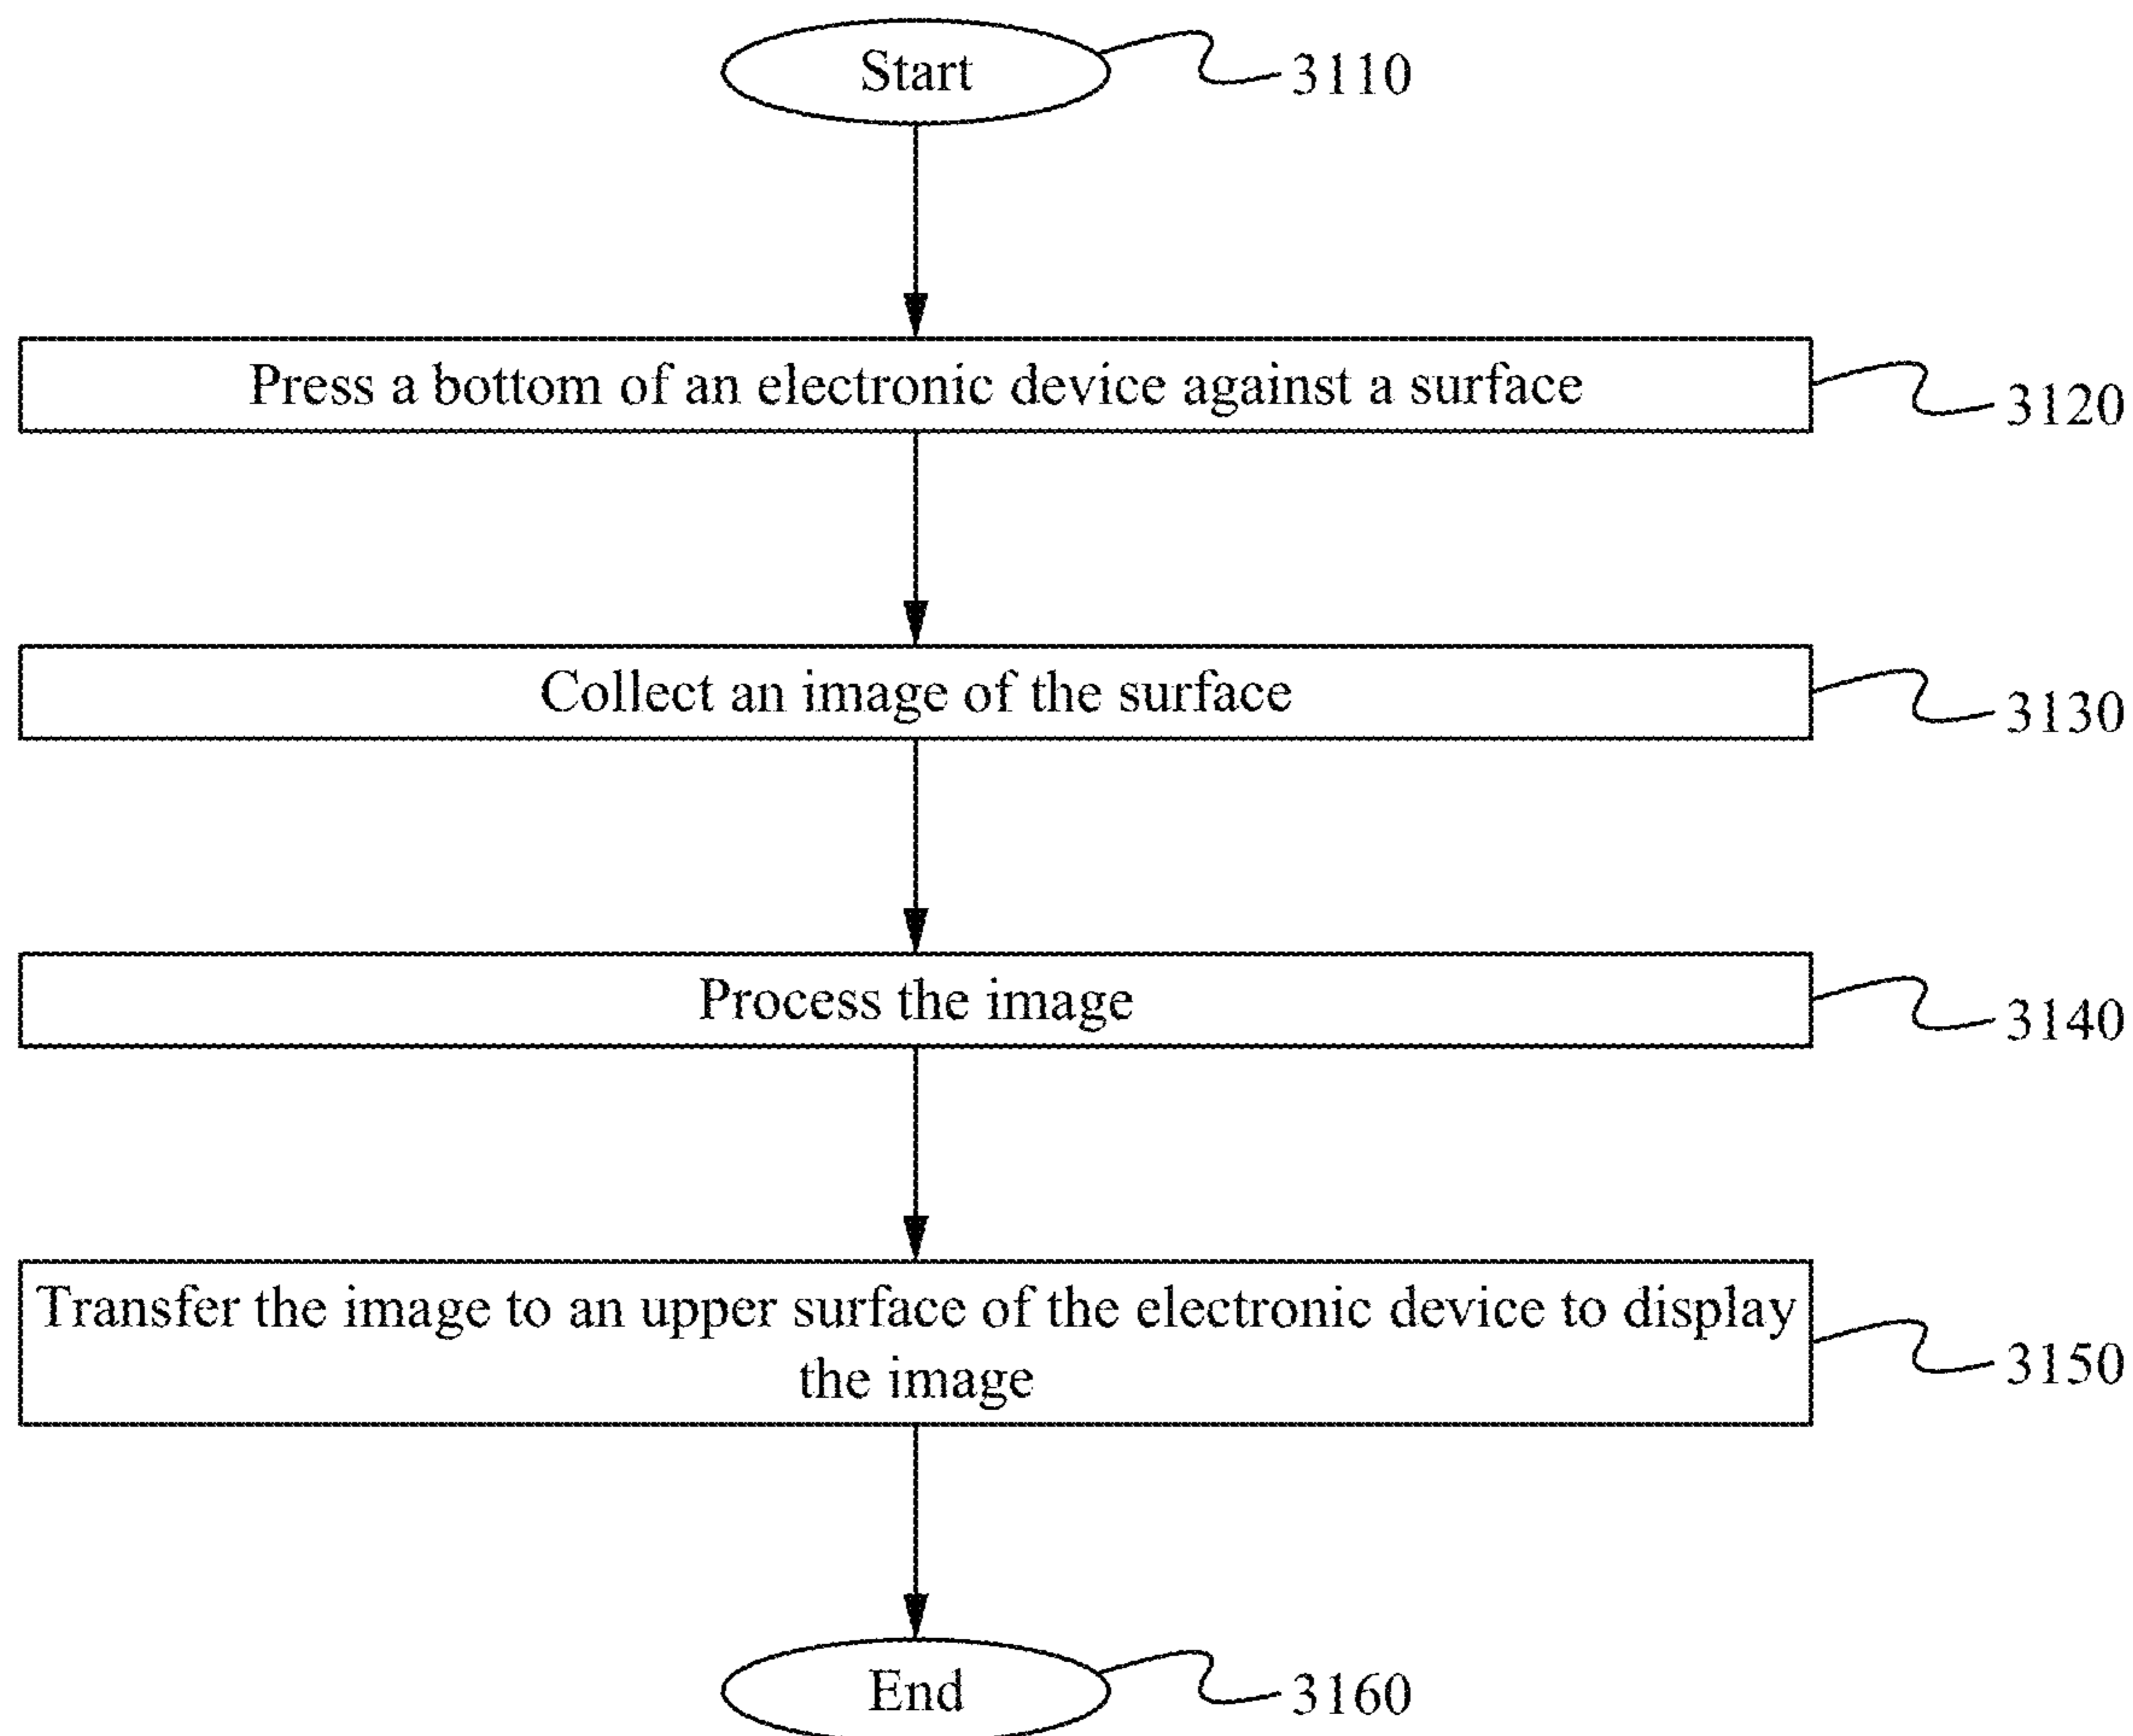 Start
3110
Press a bottom of an electronic device against a surface
3120
Collect an image of the surface
3130
Process the image
3140
Transfer the image to an upper surface of the electronic device to display
the image
3150
End
3160